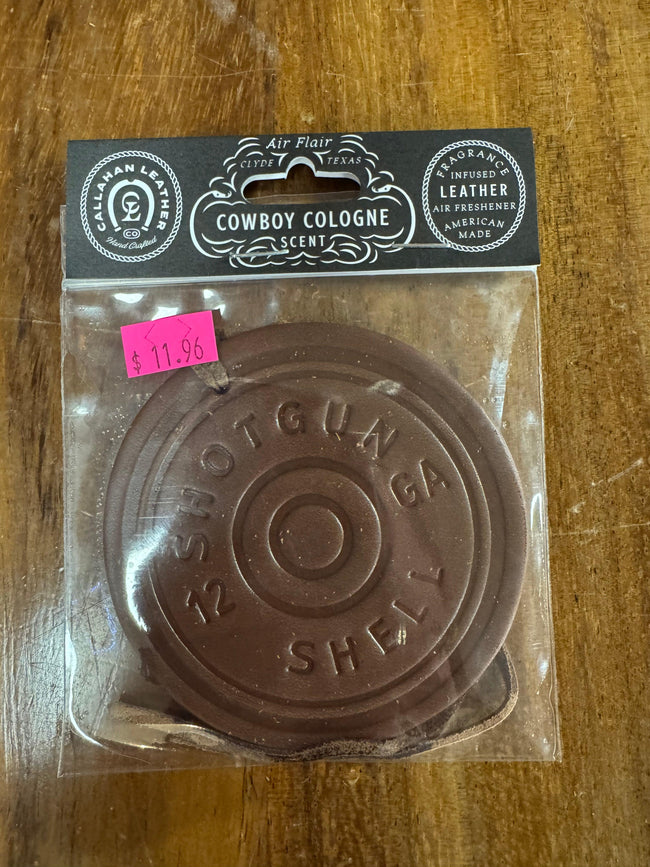 CALLAHAN LEATHER
CL
CO
Hand Crafted
Air Flair
CLYDE TEXAS
COWBOY COLOGNE
SCENT
FRAGRANCE
INFUSED
LEATHER
AIR FRESHENER
AMERICAN
MADE
$ 11.96
SHOTGUN
12 GA
SHELL